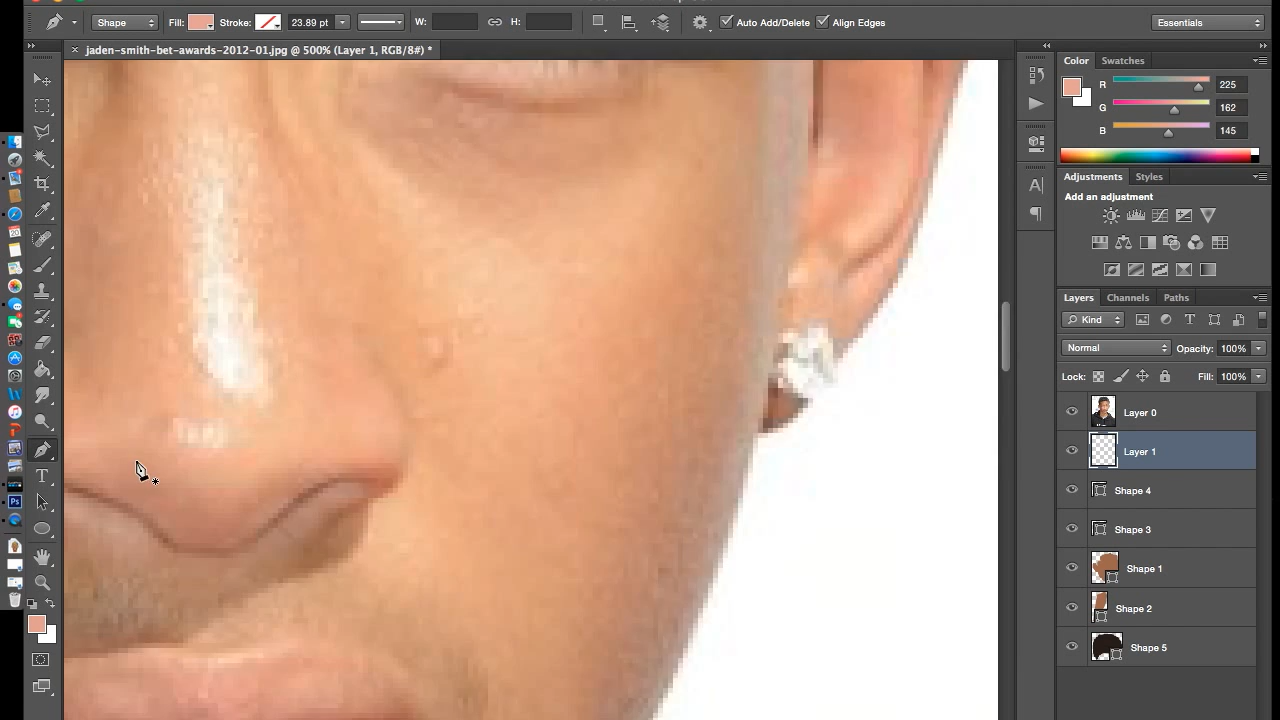 Shape Fill: Stroke: 23.89 pt W: H: Auto Add/Delete Align Edges Essentials
× jaden-smith-bet-awards-2012-01.jpg @ 500% (Layer 1, RGB/8#) *
Color Swatches
R 225
G 162
B 145
Adjustments Styles
Add an adjustment
Layers Channels Paths
Kind
Normal Opacity: 100%
Lock: Fill: 100%
Layer 0
Layer 1
Shape 4
Shape 3
Shape 1
Shape 2
Shape 5